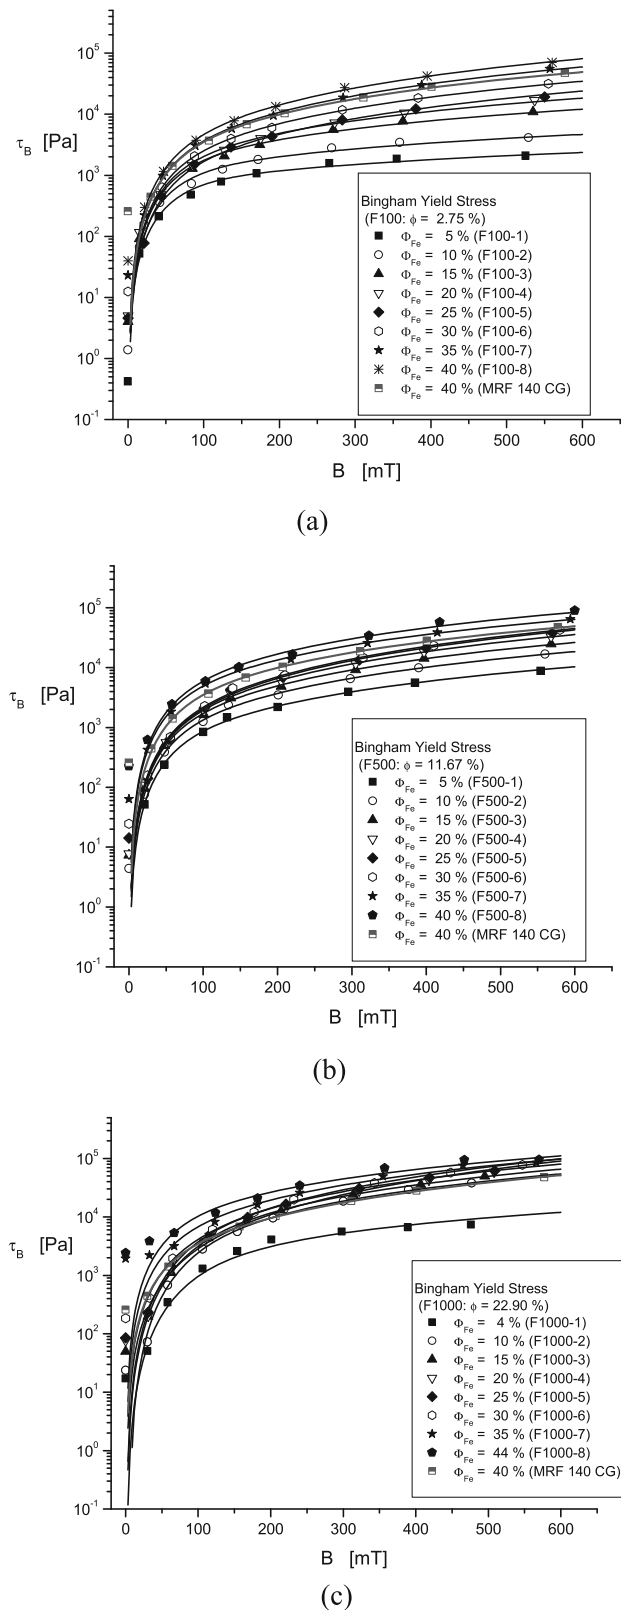 10^5
10^4
10^3
10^2
10^1
10^0
10^-1
τ_B [Pa]
Bingham Yield Stress
(F100: ϕ = 2.75 %)
Φ_Fe = 5 % (F100-1)
Φ_Fe = 10 % (F100-2)
Φ_Fe = 15 % (F100-3)
Φ_Fe = 20 % (F100-4)
Φ_Fe = 25 % (F100-5)
Φ_Fe = 30 % (F100-6)
Φ_Fe = 35 % (F100-7)
Φ_Fe = 40 % (F100-8)
Φ_Fe = 40 % (MRF 140 CG)
0 100 200 300 400 500 600
B [mT]
(a)
10^5
10^4
10^3
10^2
10^1
10^0
10^-1
τ_B [Pa]
Bingham Yield Stress
(F500: ϕ = 11.67 %)
Φ_Fe = 5 % (F500-1)
Φ_Fe = 10 % (F500-2)
Φ_Fe = 15 % (F500-3)
Φ_Fe = 20 % (F500-4)
Φ_Fe = 25 % (F500-5)
Φ_Fe = 30 % (F500-6)
Φ_Fe = 35 % (F500-7)
Φ_Fe = 40 % (F500-8)
Φ_Fe = 40 % (MRF 140 CG)
0 100 200 300 400 500 600
B [mT]
(b)
10^5
10^4
10^3
10^2
10^1
10^0
10^-1
τ_B [Pa]
Bingham Yield Stress
(F1000: ϕ = 22.90 %)
Φ_Fe = 4 % (F1000-1)
Φ_Fe = 10 % (F1000-2)
Φ_Fe = 15 % (F1000-3)
Φ_Fe = 20 % (F1000-4)
Φ_Fe = 25 % (F1000-5)
Φ_Fe = 30 % (F1000-6)
Φ_Fe = 35 % (F1000-7)
Φ_Fe = 44 % (F1000-8)
Φ_Fe = 40 % (MRF 140 CG)
0 100 200 300 400 500 600
B [mT]
(c)